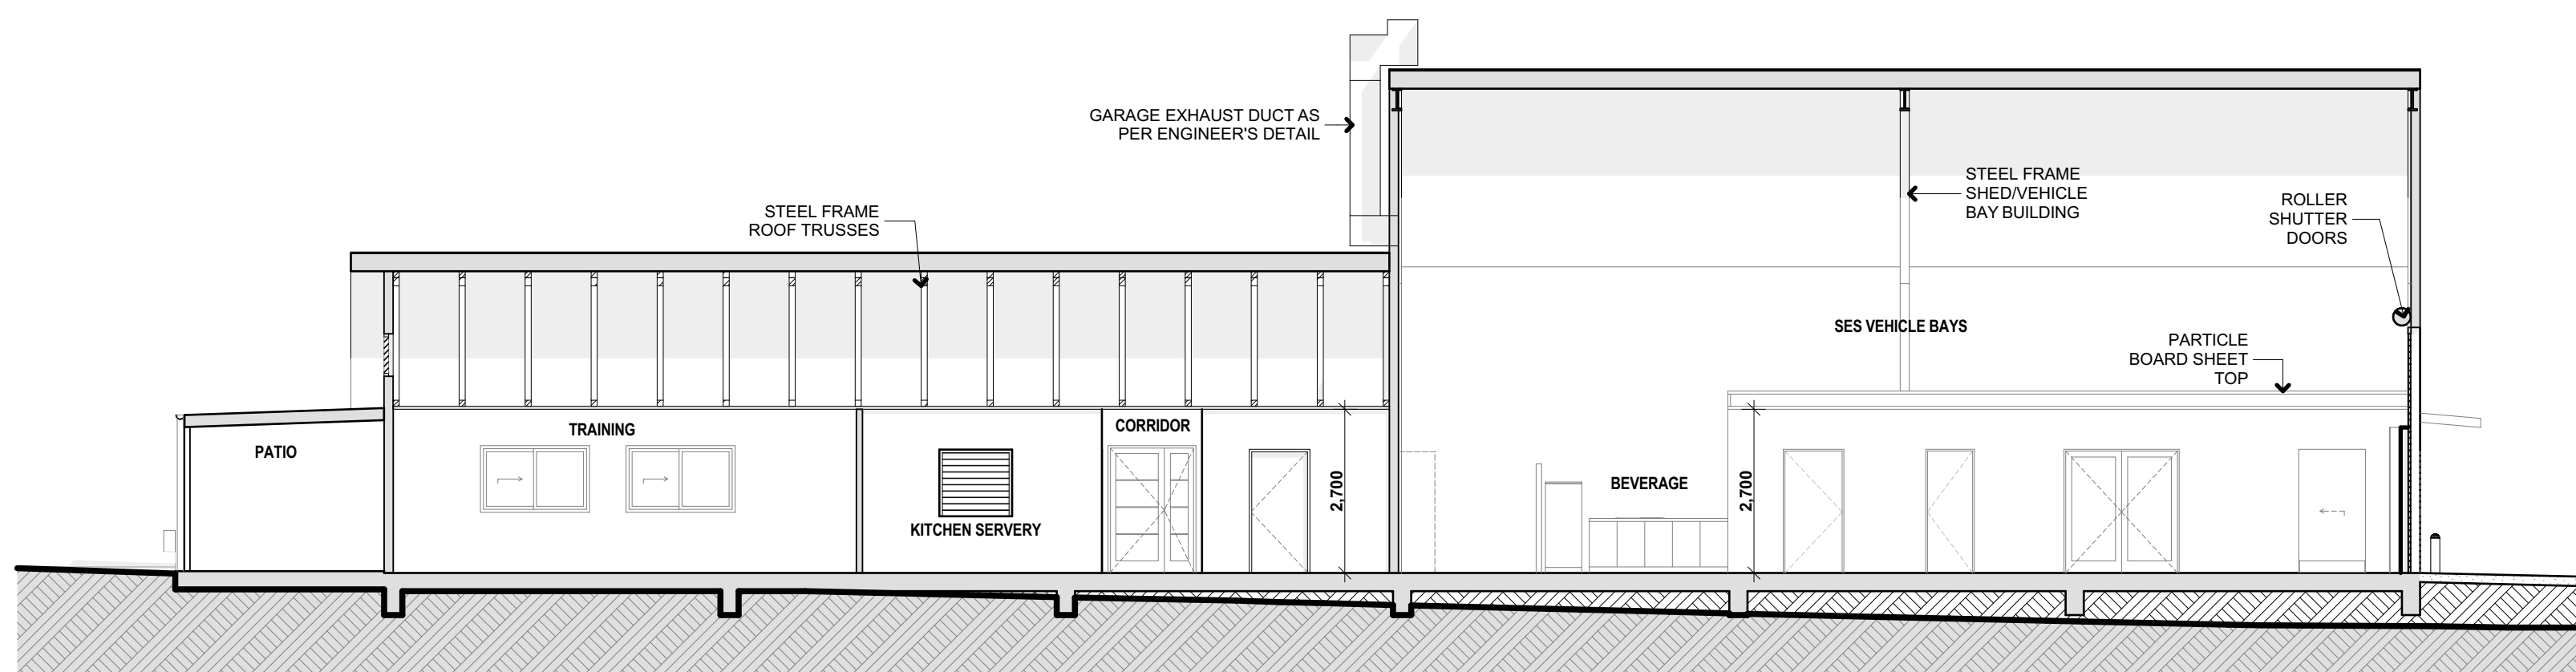 GARAGE EXHAUST DUCT AS
PER ENGINEER'S DETAIL
STEEL FRAME
SHED/VEHICLE
BAY BUILDING
ROLLER
SHUTTER
DOORS
STEEL FRAME
ROOF TRUSSES
SES VEHICLE BAYS
PARTICLE
BOARD SHEET
TOP
PATIO
TRAINING
CORRIDOR
KITCHEN SERVERY
2,700
BEVERAGE
2,700